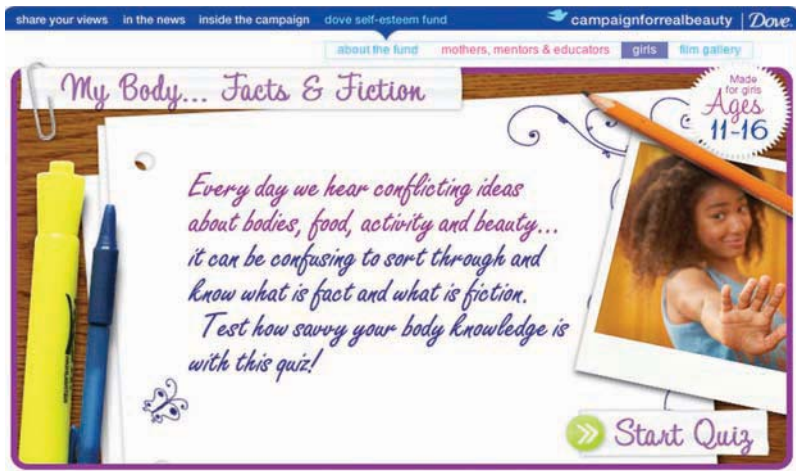 share your views in the news inside the campaign dove self-esteem fund campaignforrealbeauty | Dove.
about the fund mothers, mentors & educators girls film gallery
My Body... Facts & Fiction
Made
for girls
Ages
11-16
Every day we hear conflicting ideas
about bodies, food, activity and beauty...
it can be confusing to sort through and
know what is fact and what is fiction.
Test how savvy your body knowledge is
with this quiz!
Start Quiz